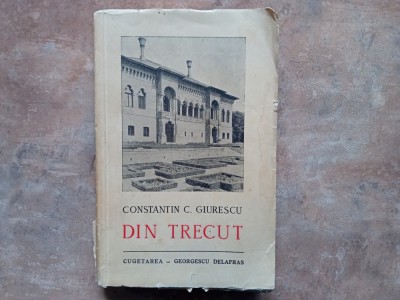 CONSTANTIN C. GIURESCU
DIN TRECUT
CUGETAREA – GEORGESCU DELAFRAS